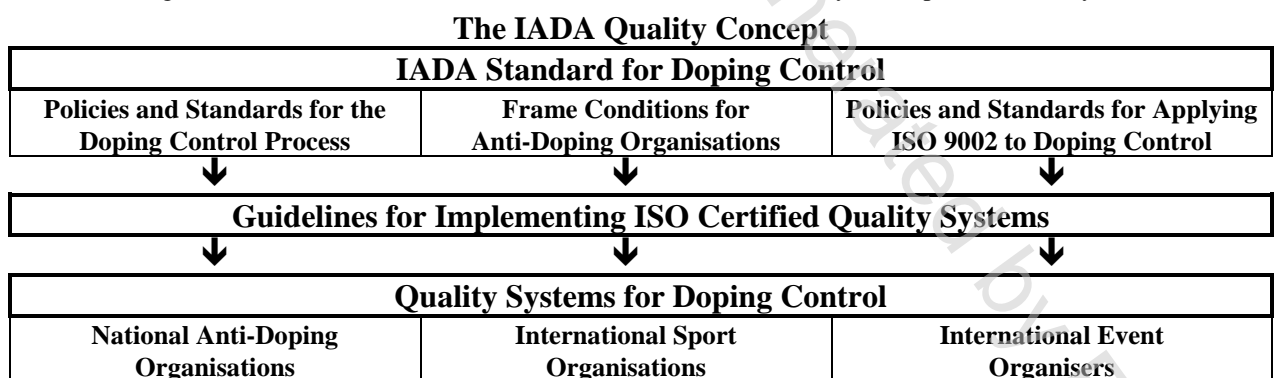 The IADA Quality Concept
IADA Standard for Doping Control
Policies and Standards for the
Doping Control Process
Frame Conditions for
Anti-Doping Organisations
Policies and Standards for Applying
ISO 9002 to Doping Control
Guidelines for Implementing ISO Certified Quality Systems
Quality Systems for Doping Control
National Anti-Doping
Organisations
International Sport
Organisations
International Event
Organisers